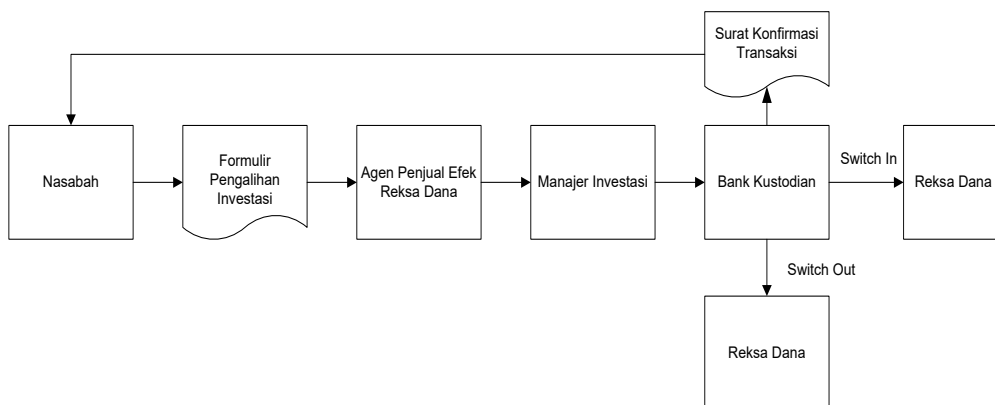 Surat Konfirmasi
Transaksi
Nasabah
Formulir
Pengalihan
Investasi
Agen Penjual Efek
Reksa Dana
Manajer Investasi
Bank Kustodian
Switch In
Reksa Dana
Switch Out
Reksa Dana